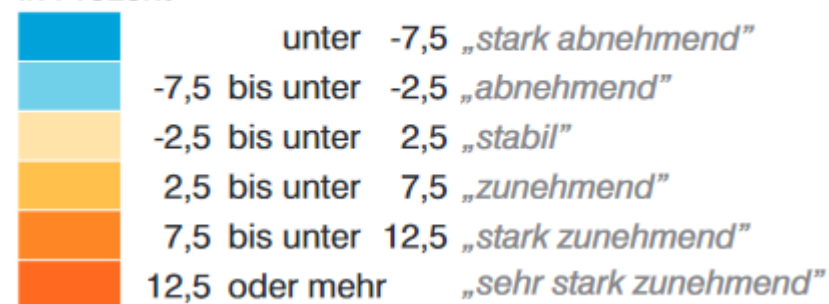 unter -7,5 „stark abnehmend”
-7,5 bis unter -2,5 „abnehmend”
-2,5 bis unter 2,5 „stabil”
2,5 bis unter 7,5 „zunehmend”
7,5 bis unter 12,5 „stark zunehmend”
12,5 oder mehr „sehr stark zunehmend”